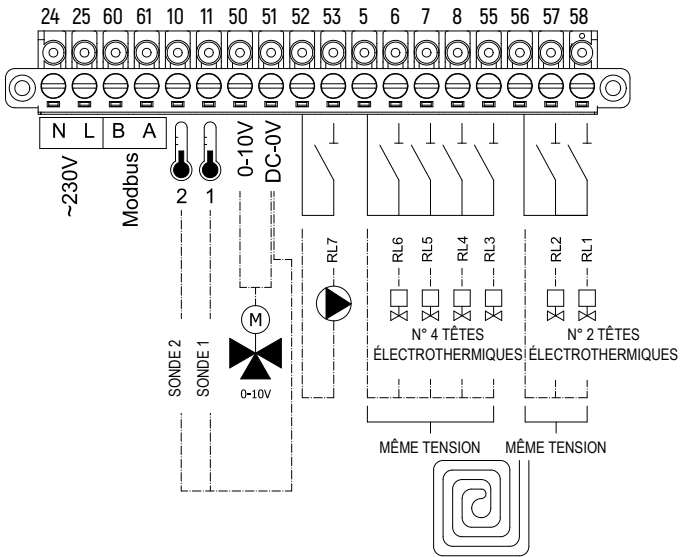 24 25 60 61 10 11 50 51 52 53 5 6 7 8 55 56 57 58
N L B A
~230V
Modbus
2 1
0-10V
DC-0V
RL7
RL6
RL5
RL4
RL3
RL2
RL1
M
0-10V
SONDE 2
SONDE 1
N° 4 TÊTES
ÉLECTROTHERMIQUES
N° 2 TÊTES
ÉLECTROTHERMIQUES
MÊME TENSION
MÊME TENSION